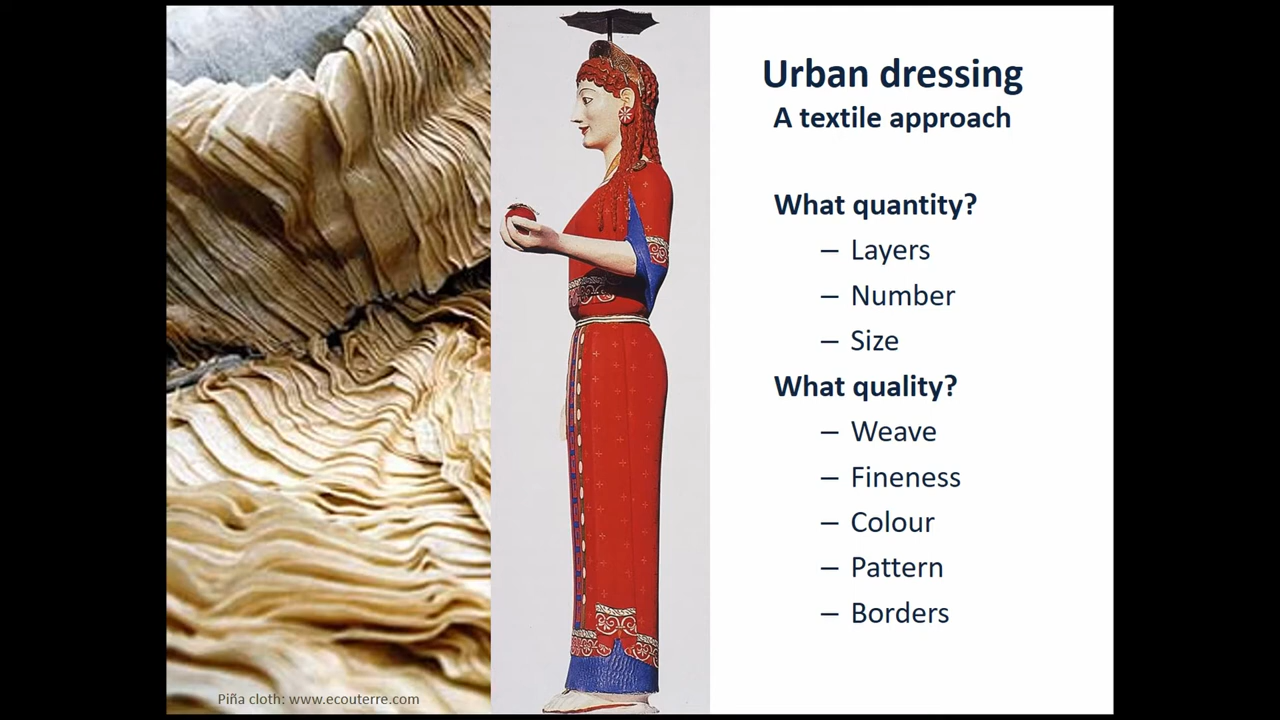 Urban dressing
A textile approach
What quantity?
– Layers
– Number
– Size
What quality?
– Weave
– Fineness
– Colour
– Pattern
– Borders
Piña cloth: www.ecouterre.com